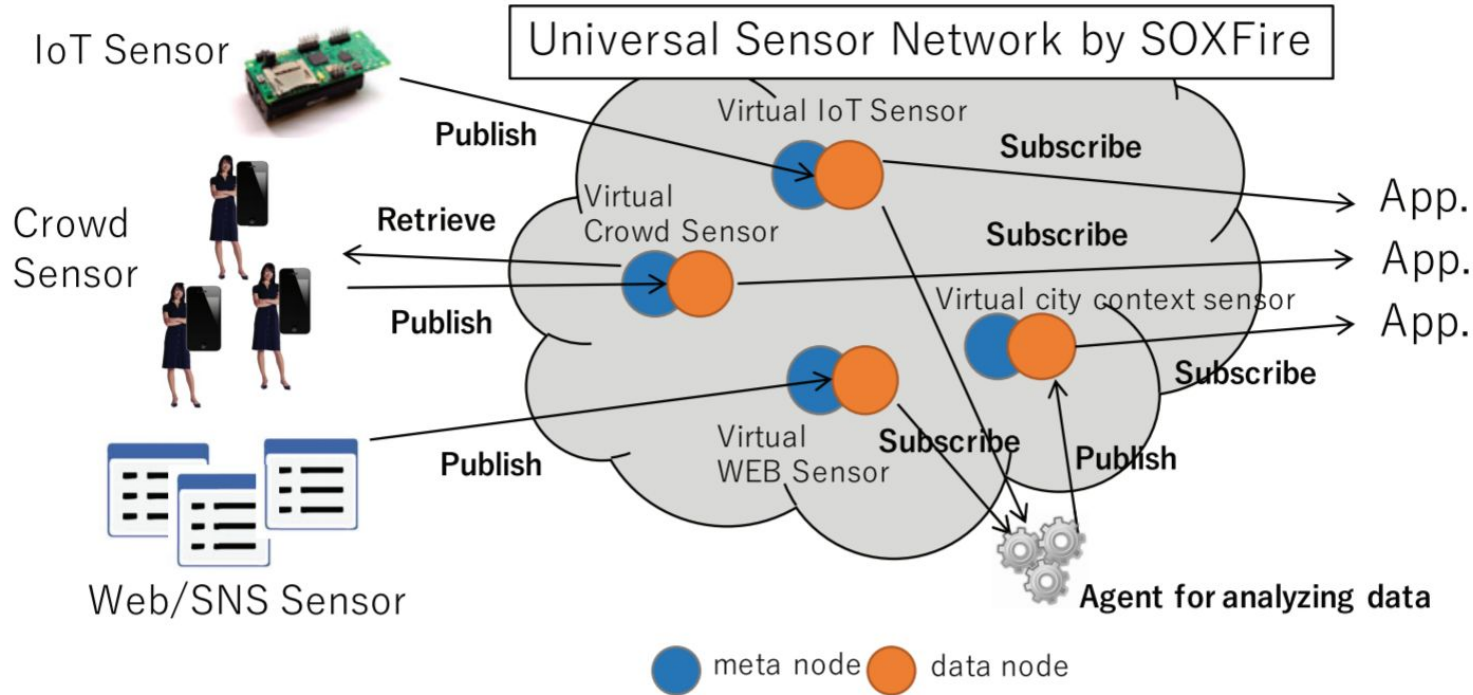 IoT Sensor
Universal Sensor Network by SOXFire
Virtual IoT Sensor
Publish
Subscribe
Virtual
Crowd Sensor
Retrieve
Crowd
Sensor
Subscribe
App.
App.
App.
Publish
Virtual city context sensor
Subscribe
Virtual
WEB Sensor
Publish
Subscribe
Publish
Web/SNS Sensor
Agent for analyzing data
meta node
data node